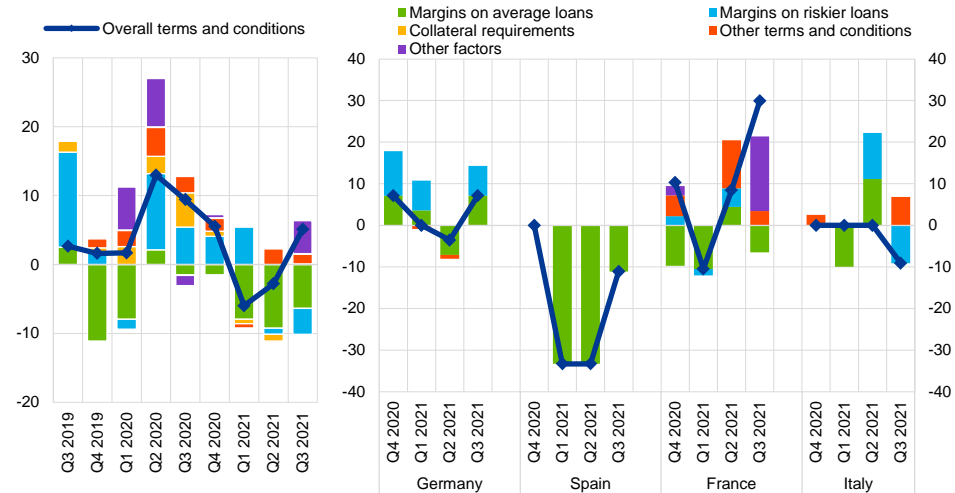 Overall terms and conditions
Margins on average loans
Margins on riskier loans
Collateral requirements
Other terms and conditions
Other factors
30
20
10
0
-10
-20
Q3 2019
Q4 2019
Q1 2020
Q2 2020
Q3 2020
Q4 2020
Q1 2021
Q2 2021
Q3 2021
40
30
20
10
0
-10
-20
-30
-40
40
30
20
10
0
-10
-20
-30
-40
Q4 2020
Q1 2021
Q2 2021
Q3 2021
Q4 2020
Q1 2021
Q2 2021
Q3 2021
Q4 2020
Q1 2021
Q2 2021
Q3 2021
Q4 2020
Q1 2021
Q2 2021
Q3 2021
Germany
Spain
France
Italy